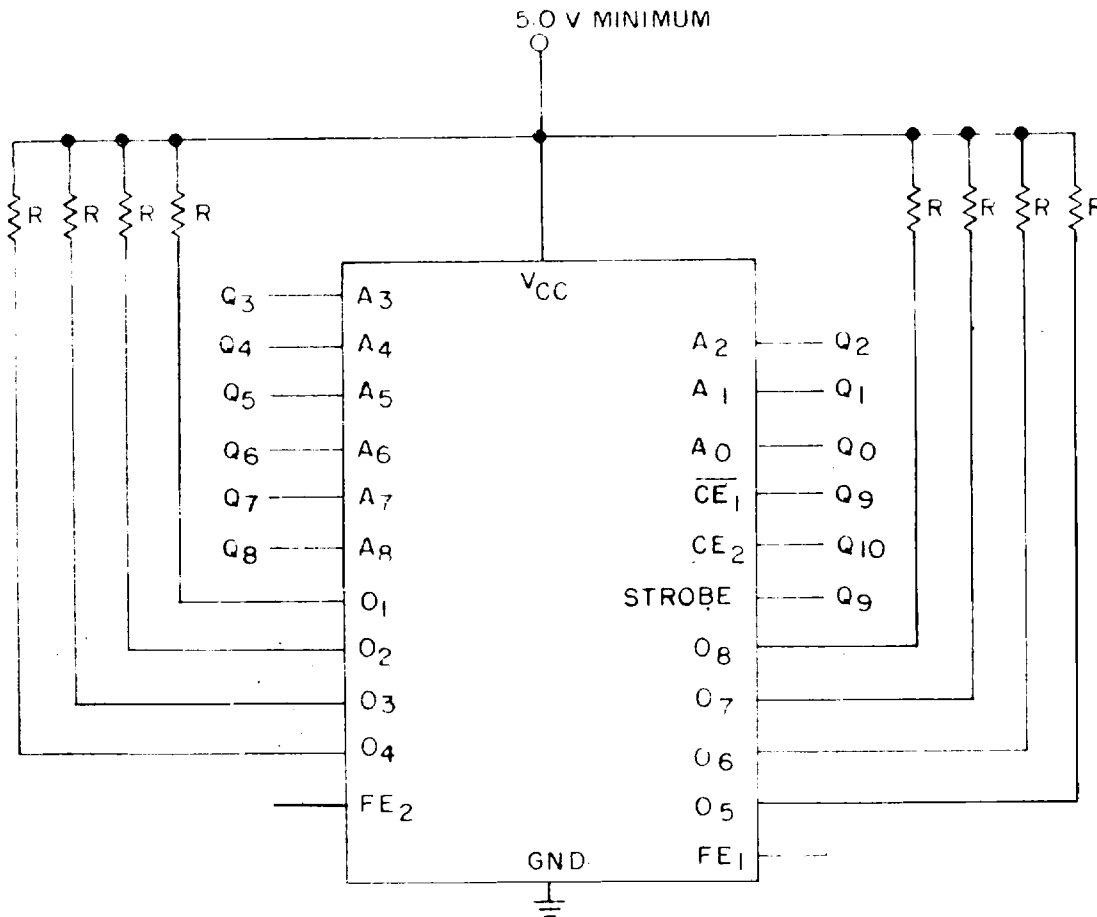 5.0 V MINIMUM
R R R R R R R R
VCC
Q3 A3
Q4 A4 A2 Q2
Q5 A5 A1 Q1
Q6 A6 A0 Q0
Q7 A7 C̅E̅1 Q9
Q8 A8 CE2 Q10
O1 STROBE Q9
O2 O8
O3 O7
O4 O6
FE2 O5
GND FE1